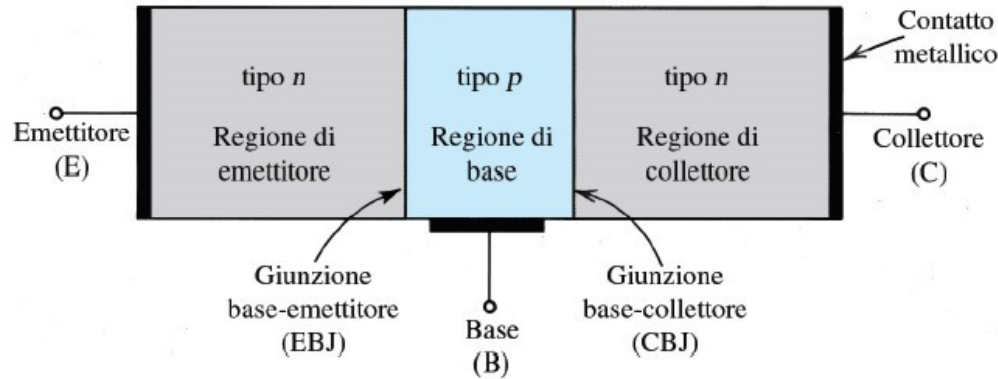 Contatto
metallico
tipo n
tipo p
tipo n
Emettitore
(E)
Regione di
emettitore
Regione di
base
Regione di
collettore
Collettore
(C)
Giunzione
base-emettitore
(EBJ)
Base
(B)
Giunzione
base-collettore
(CBJ)